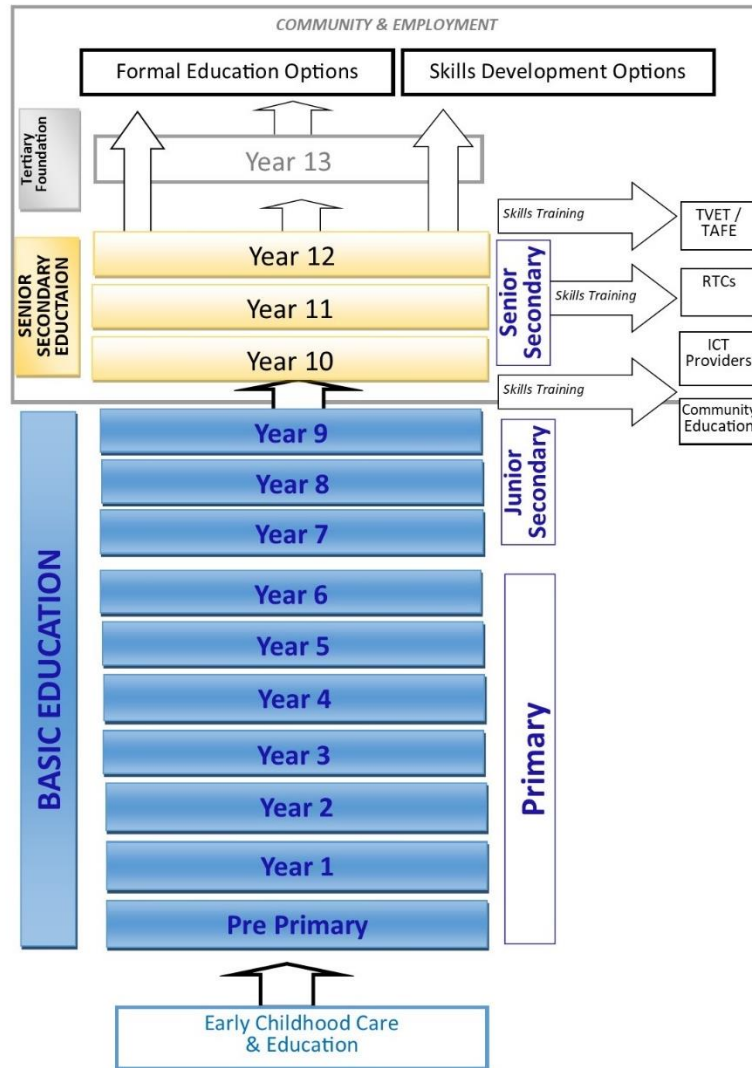 COMMUNITY & EMPLOYMENT
Formal Education Options
Skills Development Options
Tertiary
Foundation
Year 13
Skills Training
TVET /
TAFE
SENIOR
SECONDARY
EDUCTAION
Year 12
Senior
Secondary
Skills Training
RTCs
Year 11
ICT
Providers
Year 10
Skills Training
Community
Education
BASIC EDUCATION
Year 9
Junior
Secondary
Year 8
Year 7
Year 6
Primary
Year 5
Year 4
Year 3
Year 2
Year 1
Pre Primary
Early Childhood Care
& Education